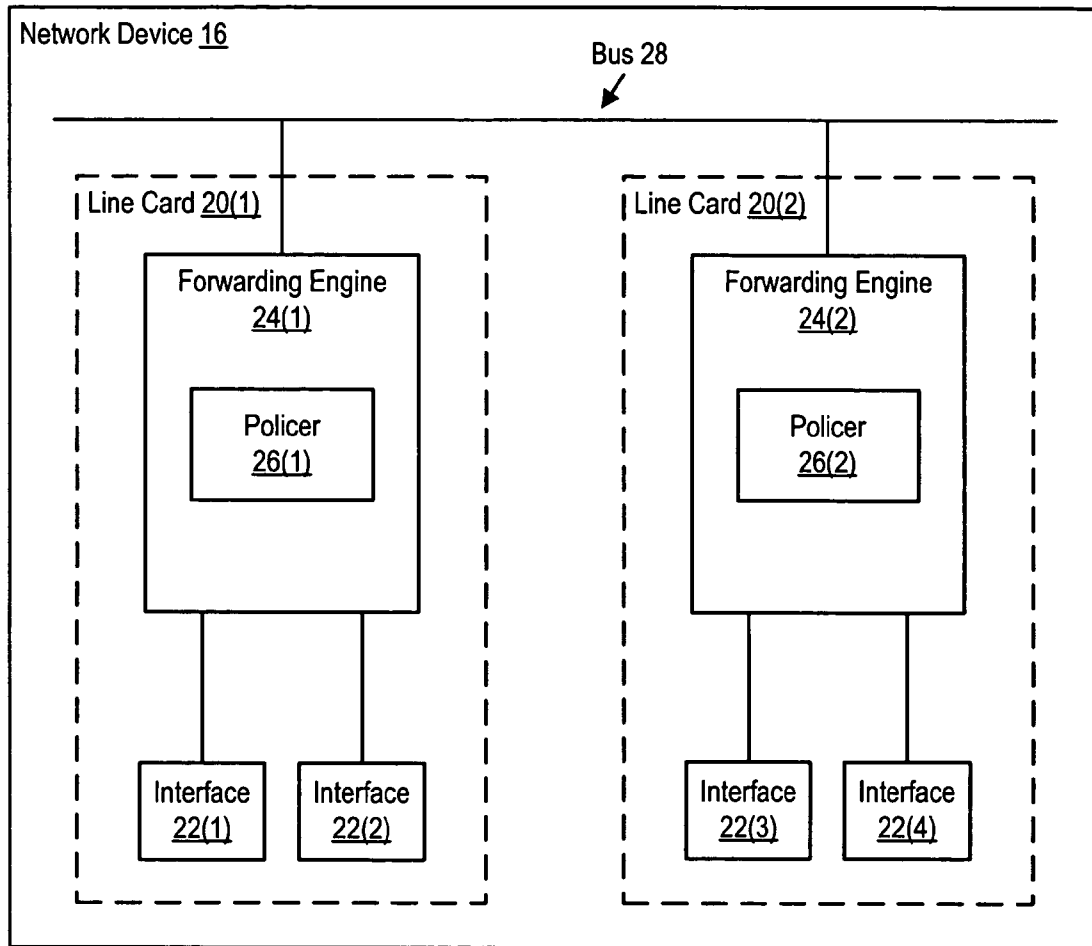 Network Device 16
Bus 28
Line Card 20(1)
Forwarding Engine
24(1)
Policer
26(1)
Interface
22(1)
Interface
22(2)
Line Card 20(2)
Forwarding Engine
24(2)
Policer
26(2)
Interface
22(3)
Interface
22(4)